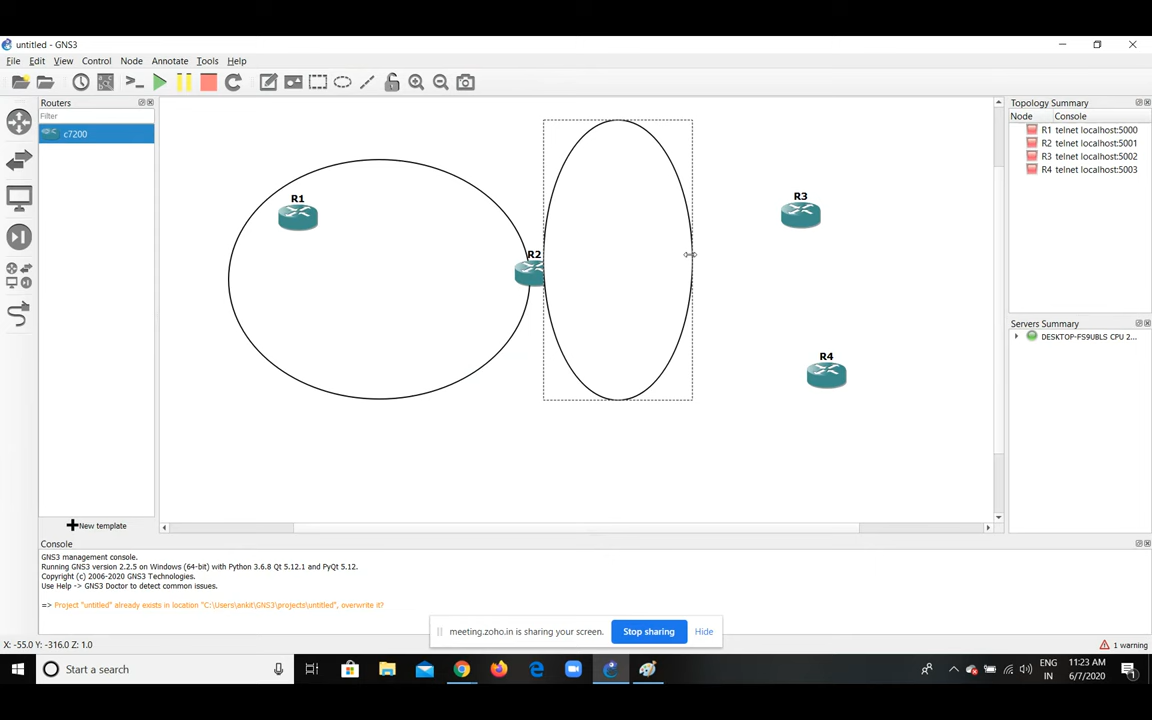 untitled - GNS3
File Edit View Control Node Annotate Tools Help
Routers
Filter
c7200
New template
R1
R2
R3
R4
Topology Summary
Node Console
R1 telnet localhost:5000
R2 telnet localhost:5001
R3 telnet localhost:5002
R4 telnet localhost:5003
Servers Summary
DESKTOP-FS9UBLS CPU 2...
Console
GNS3 management console.
Running GNS3 version 2.2.5 on Windows (64-bit) with Python 3.6.8 Qt 5.12.1 and PyQt 5.12.
Copyright (c) 2006-2020 GNS3 Technologies.
Use Help -> GNS3 Doctor to detect common issues.
=> Project "untitled" already exists in location "C:\Users\ankit\GNS3\projects\untitled", overwrite it?
meeting.zoho.in is sharing your screen. Stop sharing Hide
X: -55.0 Y: -316.0 Z: 1.0
1 warning
Start a search
ENG
IN
11:23 AM
6/7/2020
1